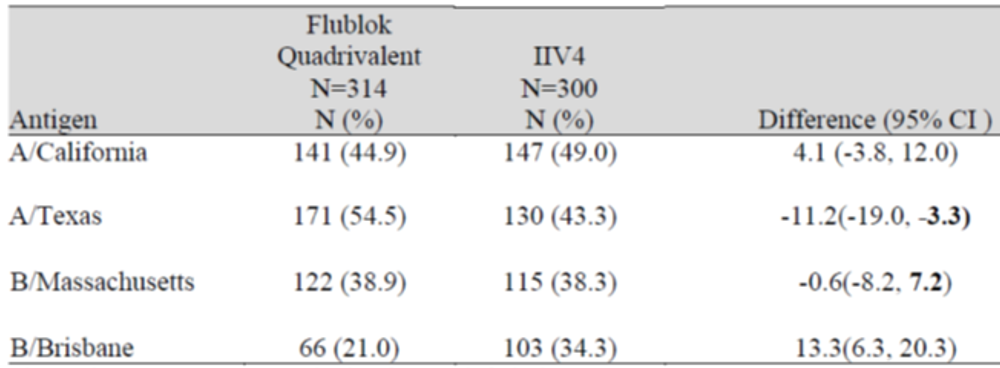 Flublok
Quadrivalent IIV4
N=314 N=300
Antigen N (%) N (%) Difference (95% CI )
A/California 141 (44.9) 147 (49.0) 4.1 (-3.8, 12.0)
A/Texas 171 (54.5) 130 (43.3) -11.2(-19.0, -3.3)
B/Massachusetts 122 (38.9) 115 (38.3) -0.6(-8.2, 7.2)
B/Brisbane 66 (21.0) 103 (34.3) 13.3(6.3, 20.3)